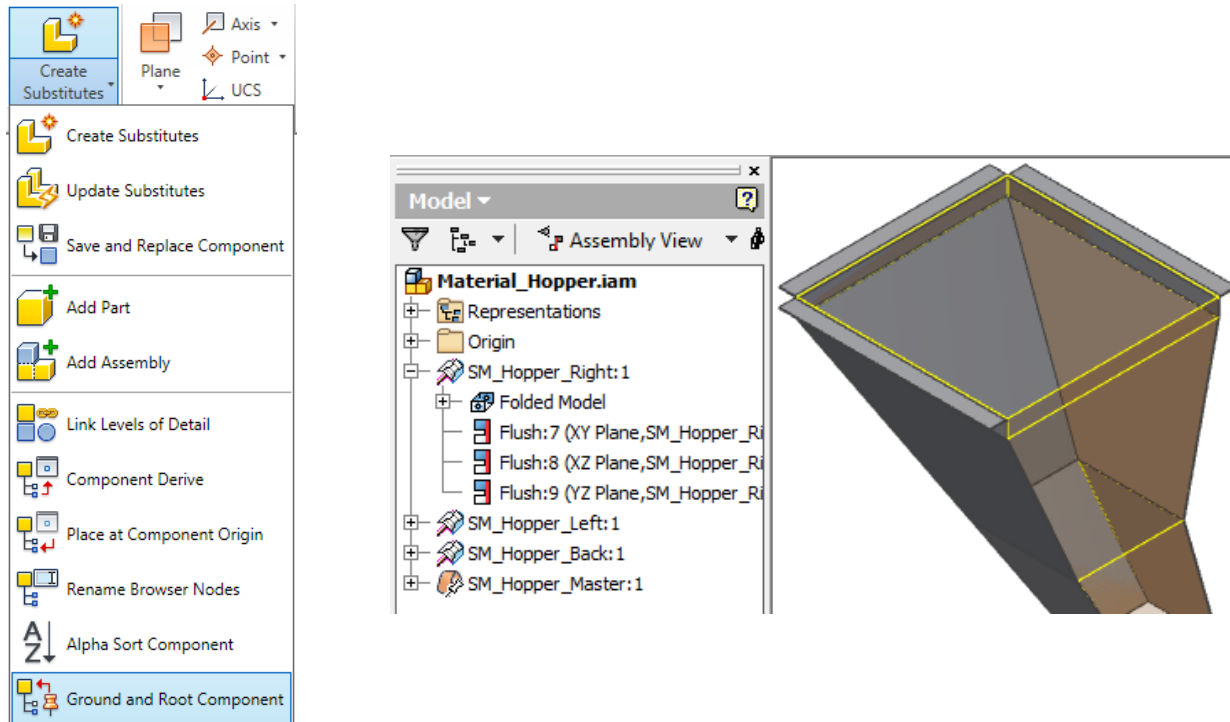 Create
Substitutes
Plane
Axis
Point
UCS
Create Substitutes
Update Substitutes
Save and Replace Component
Add Part
Add Assembly
Link Levels of Detail
Component Derive
Place at Component Origin
Rename Browser Nodes
Alpha Sort Component
Ground and Root Component
Model
Assembly View
Material_Hopper.iam
Representations
Origin
SM_Hopper_Right:1
Folded Model
Flush:7 (XY Plane,SM_Hopper_Ri
Flush:8 (XZ Plane,SM_Hopper_Ri
Flush:9 (YZ Plane,SM_Hopper_Ri
SM_Hopper_Left:1
SM_Hopper_Back:1
SM_Hopper_Master:1